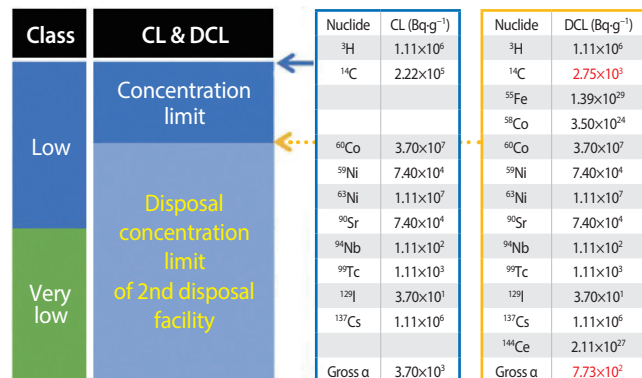 Class
CL & DCL
Low
Very
low
Concentration
limit
Disposal
concentration
limit
of 2nd disposal
facility
Nuclide CL (Bq·g⁻¹)
³H 1.11×10⁶
¹⁴C 2.22×10⁵
⁶⁰Co 3.70×10⁷
⁵⁹Ni 7.40×10⁴
⁶³Ni 1.11×10⁷
⁹⁰Sr 7.40×10⁴
⁹⁴Nb 1.11×10²
⁹⁹Tc 1.11×10³
¹²⁹I 3.70×10¹
¹³⁷Cs 1.11×10⁶
Gross α 3.70×10³
Nuclide DCL (Bq·g⁻¹)
³H 1.11×10⁶
¹⁴C 2.75×10³
⁵⁵Fe 1.39×10²⁹
⁵⁸Co 3.50×10²⁴
⁶⁰Co 3.70×10⁷
⁵⁹Ni 7.40×10⁴
⁶³Ni 1.11×10⁷
⁹⁰Sr 7.40×10⁴
⁹⁴Nb 1.11×10²
⁹⁹Tc 1.11×10³
¹²⁹I 3.70×10¹
¹³⁷Cs 1.11×10⁶
¹⁴⁴Ce 2.11×10²⁷
Gross α 7.73×10²